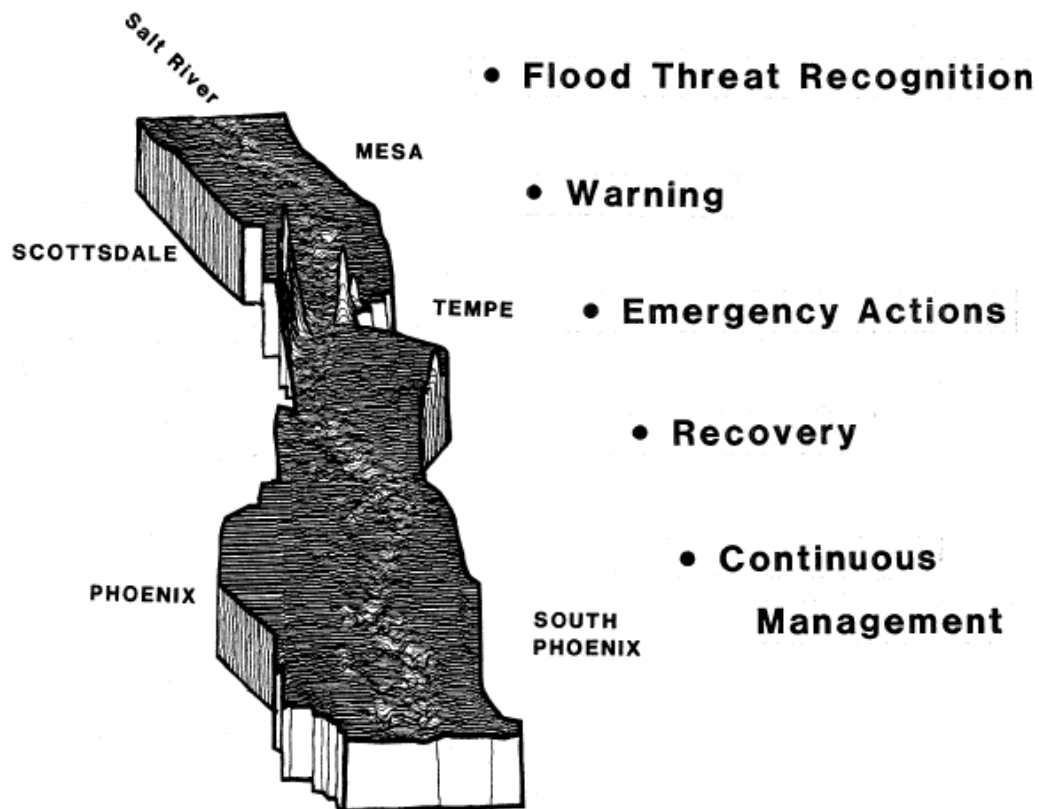 Salt River
• Flood Threat Recognition
MESA
• Warning
SCOTTSDALE
TEMPE
• Emergency Actions
• Recovery
• Continuous
Management
PHOENIX
SOUTH
PHOENIX